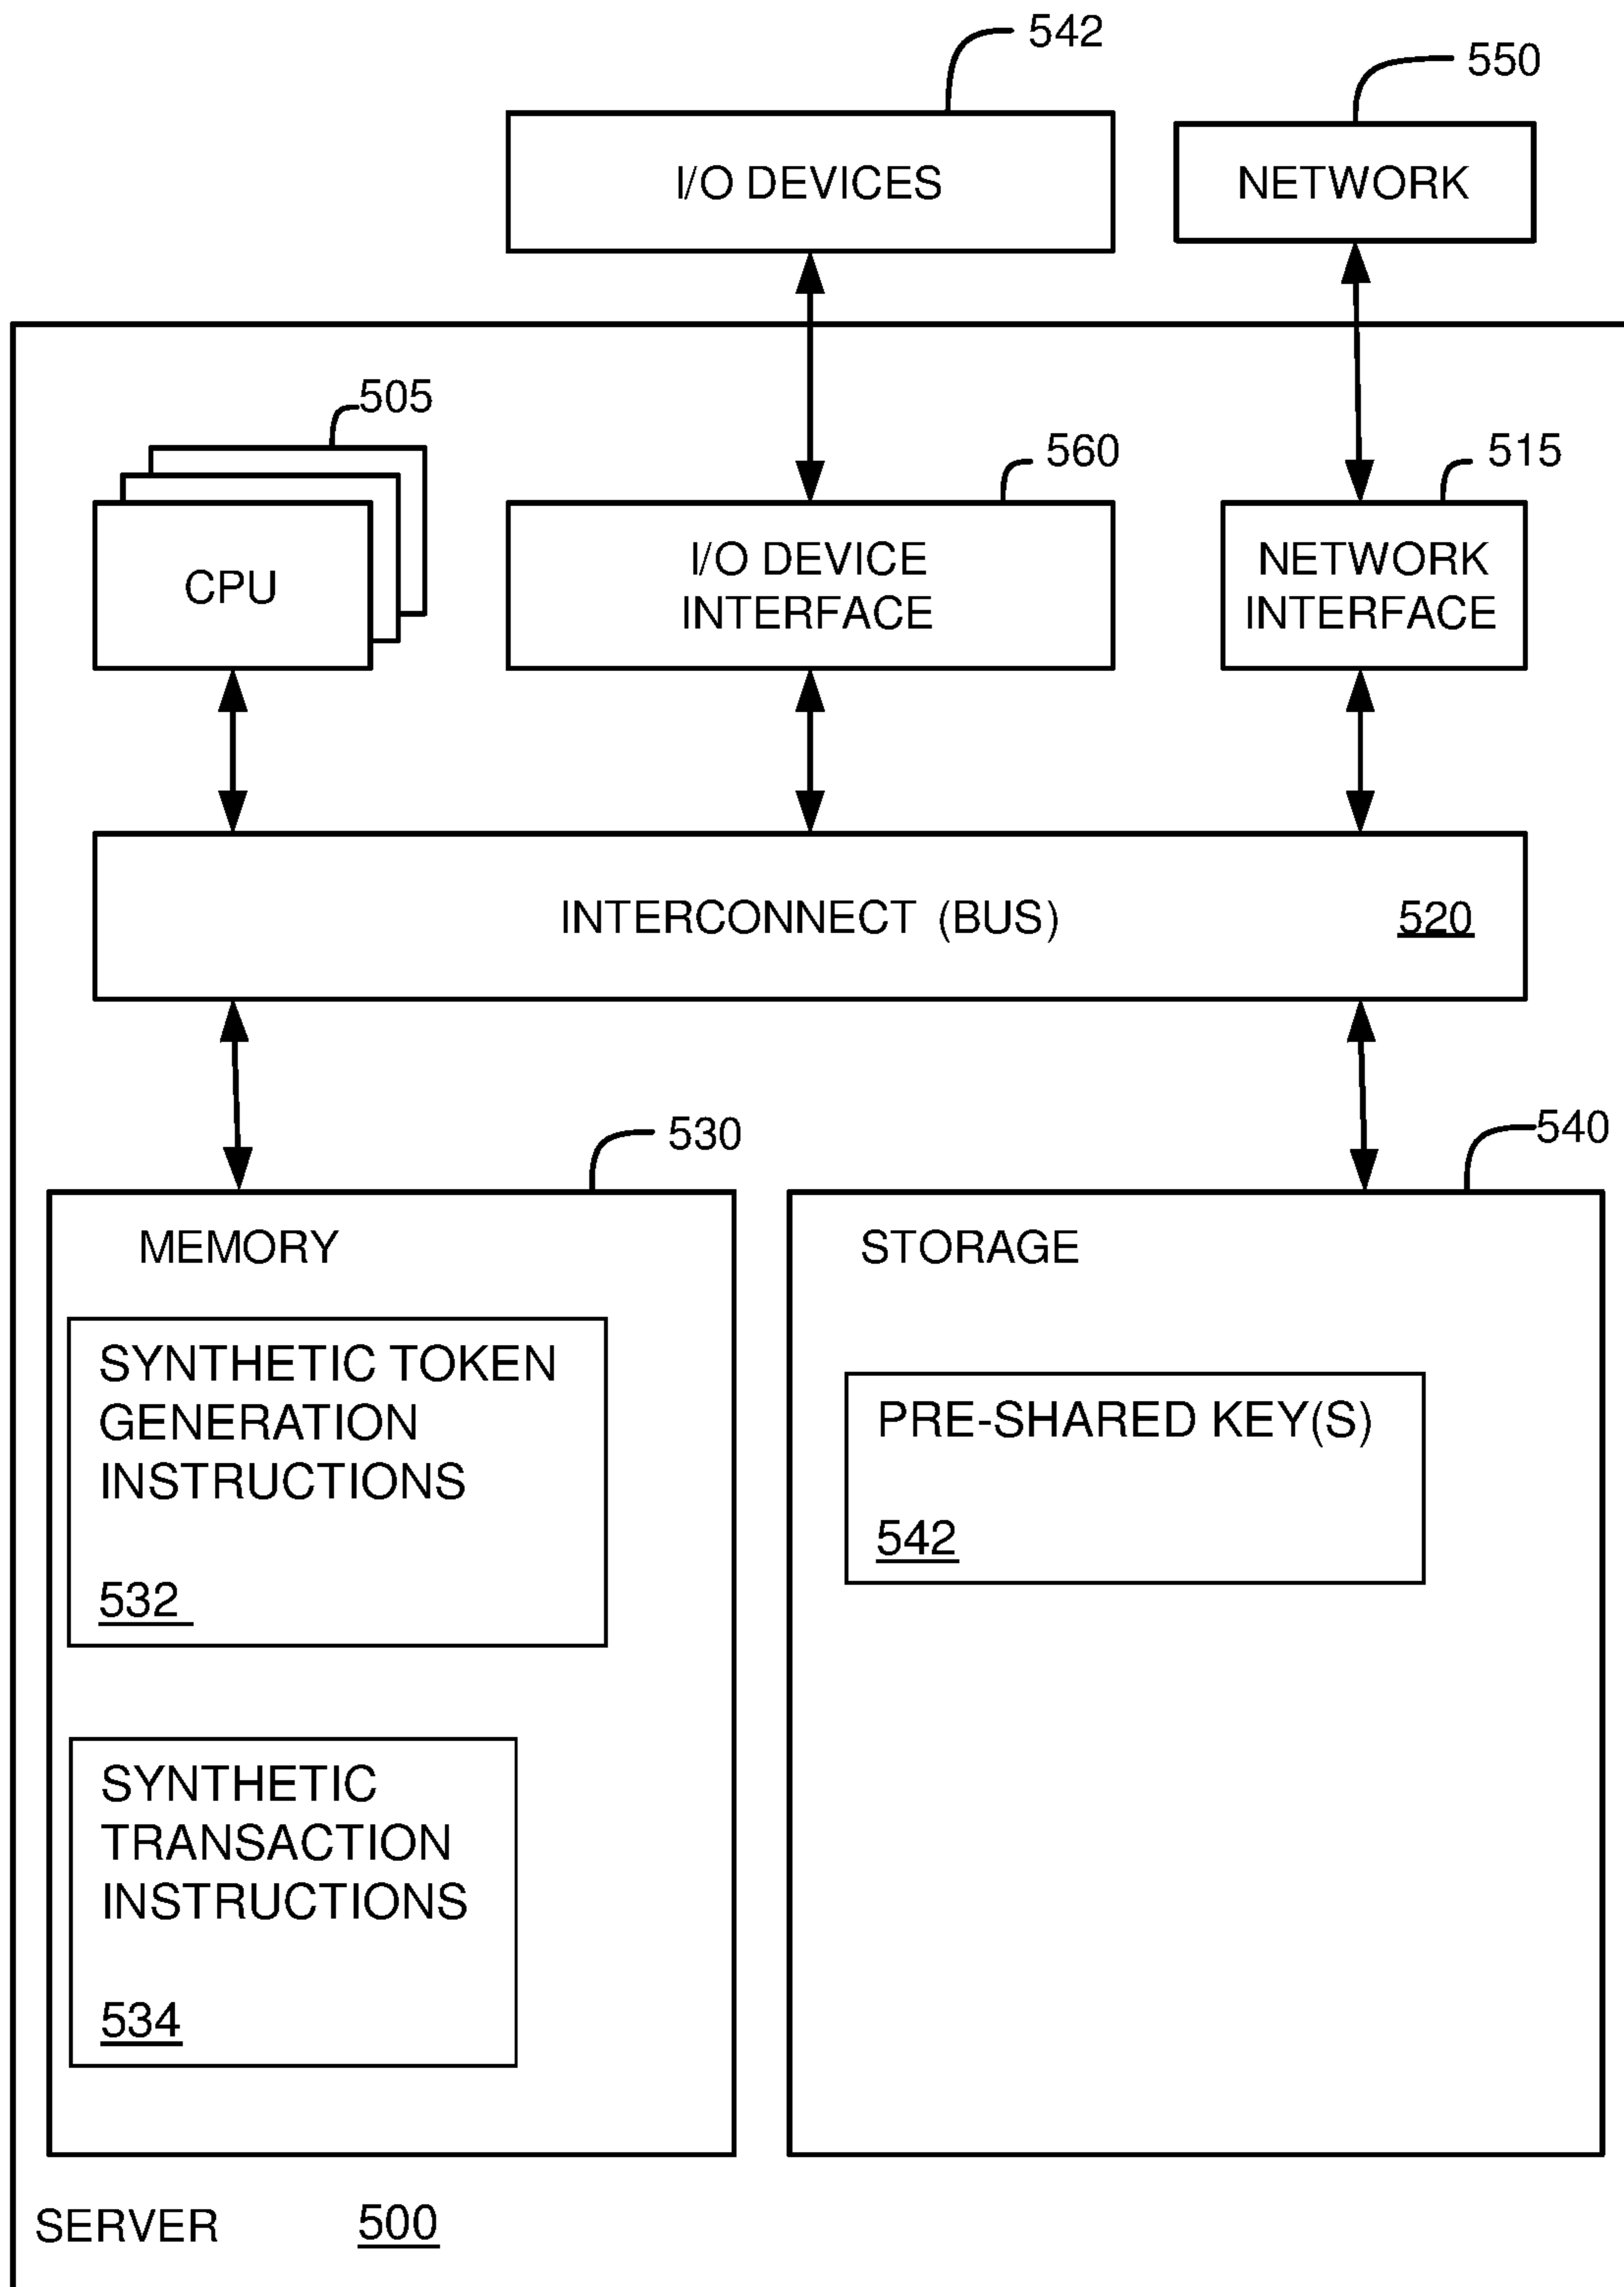 542
550
I/O DEVICES
NETWORK
505
560
515
CPU
I/O DEVICE
INTERFACE
NETWORK
INTERFACE
INTERCONNECT (BUS)
520
530
540
MEMORY
SYNTHETIC TOKEN
GENERATION
INSTRUCTIONS
532
SYNTHETIC
TRANSACTION
INSTRUCTIONS
534
STORAGE
PRE-SHARED KEY(S)
542
SERVER
500